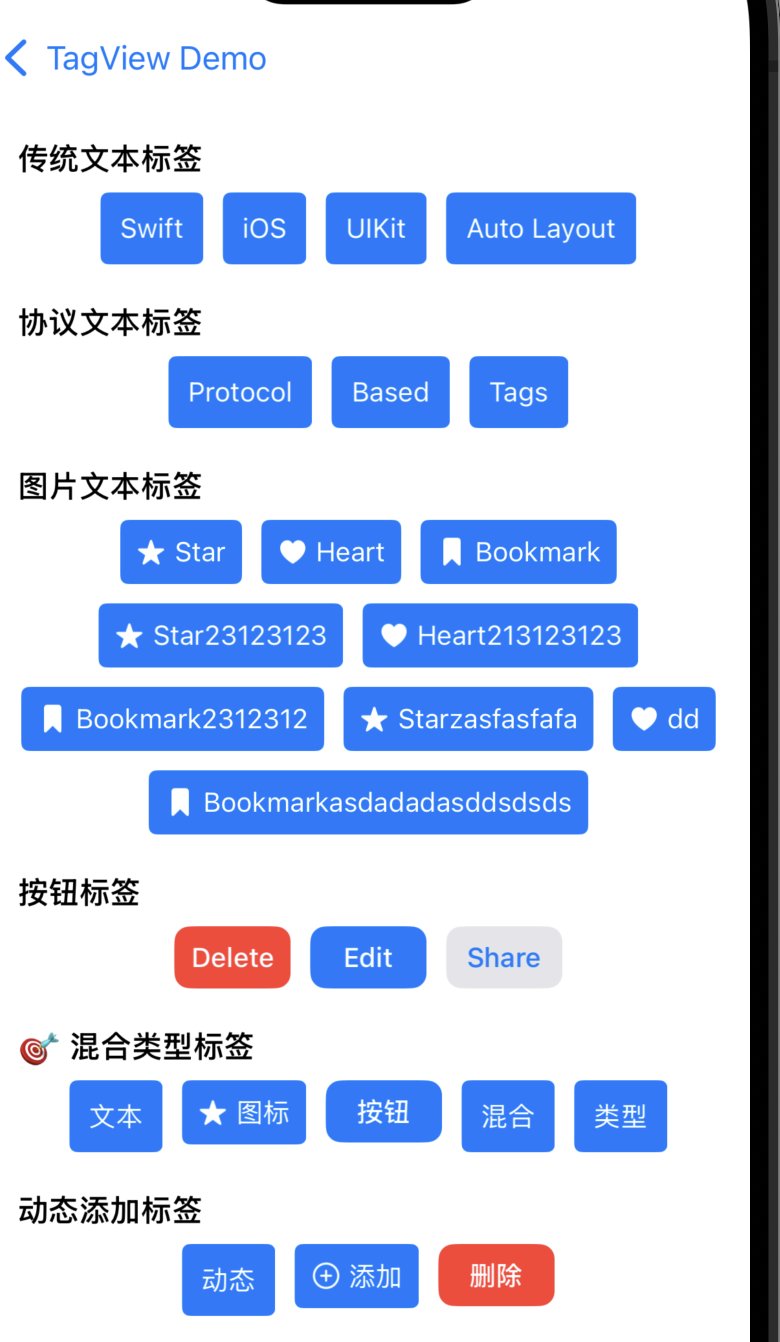 TagView Demo
传统文本标签
Swift iOS UIKit Auto Layout
协议文本标签
Protocol Based Tags
图片文本标签
Star Heart Bookmark
Star23123123 Heart213123123
Bookmark2312312 Starzasfasfafa dd
Bookmarkasdadadasddsdsds
按钮标签
Delete Edit Share
🎯 混合类型标签
文本 图标 按钮 混合 类型
动态添加标签
动态 添加 删除